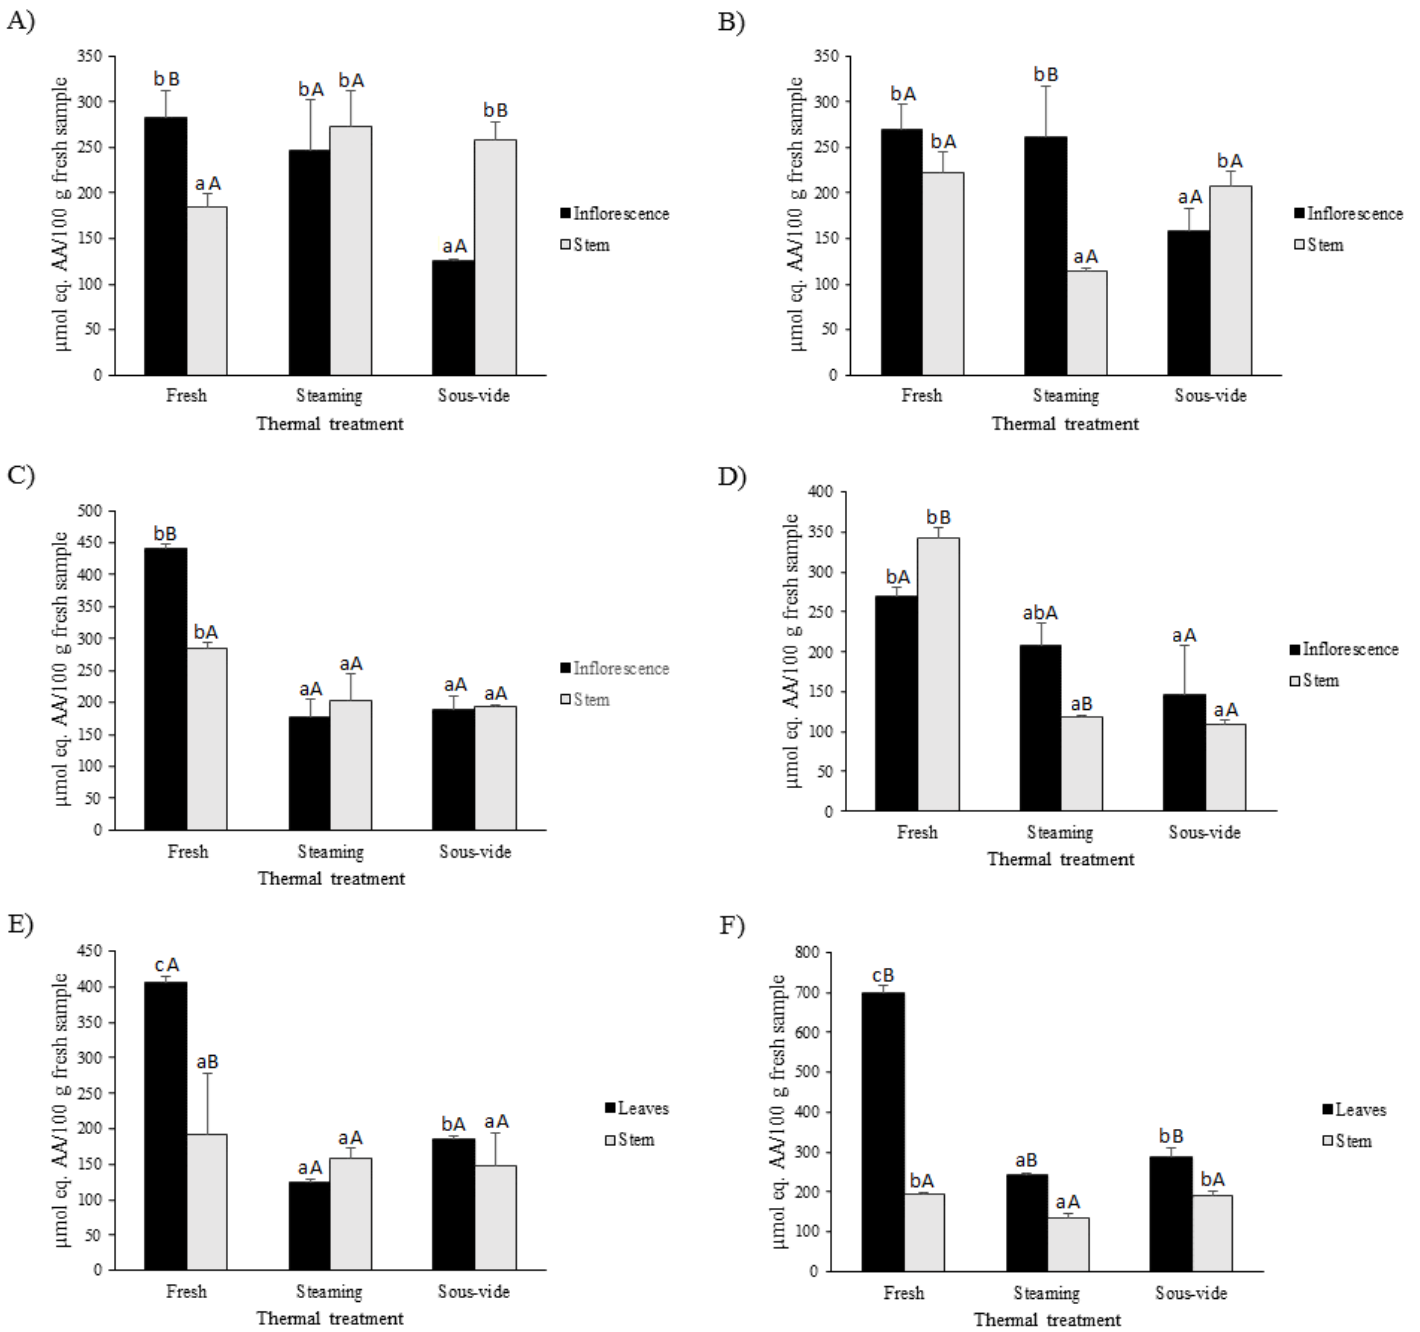 A)
µmol eq. AA/100 g fresh sample
350
300
250
200
150
100
50
0
bB
aA
bA
bA
aA
bB
Fresh Steaming Sous-vide
Thermal treatment
Inflorescence
Stem
B)
µmol eq. AA/100 g fresh sample
350
300
250
200
150
100
50
0
bA
bA
bB
aA
aA
bA
Fresh Steaming Sous-vide
Thermal treatment
Inflorescence
Stem
C)
µmol eq. AA/100 g fresh sample
500
450
400
350
300
250
200
150
100
50
0
bB
bA
aA
aA
aA
aA
Fresh Steaming Sous-vide
Thermal treatment
Inflorescence
Stem
D)
µmol eq. AA/100 g fresh sample
400
350
300
250
200
150
100
50
0
bA
bB
abA
aB
aA
aA
Fresh Steaming Sous-vide
Thermal treatment
Inflorescence
Stem
E)
µmol eq. AA/100 g fresh sample
450
400
350
300
250
200
150
100
50
0
cA
aB
aA
aA
bA
aA
Fresh Steaming Sous-vide
Thermal treatment
Leaves
Stem
F)
µmol eq. AA/100 g fresh sample
800
700
600
500
400
300
200
100
0
cB
bA
aB
aA
bB
bA
Fresh Steaming Sous-vide
Thermal treatment
Leaves
Stem